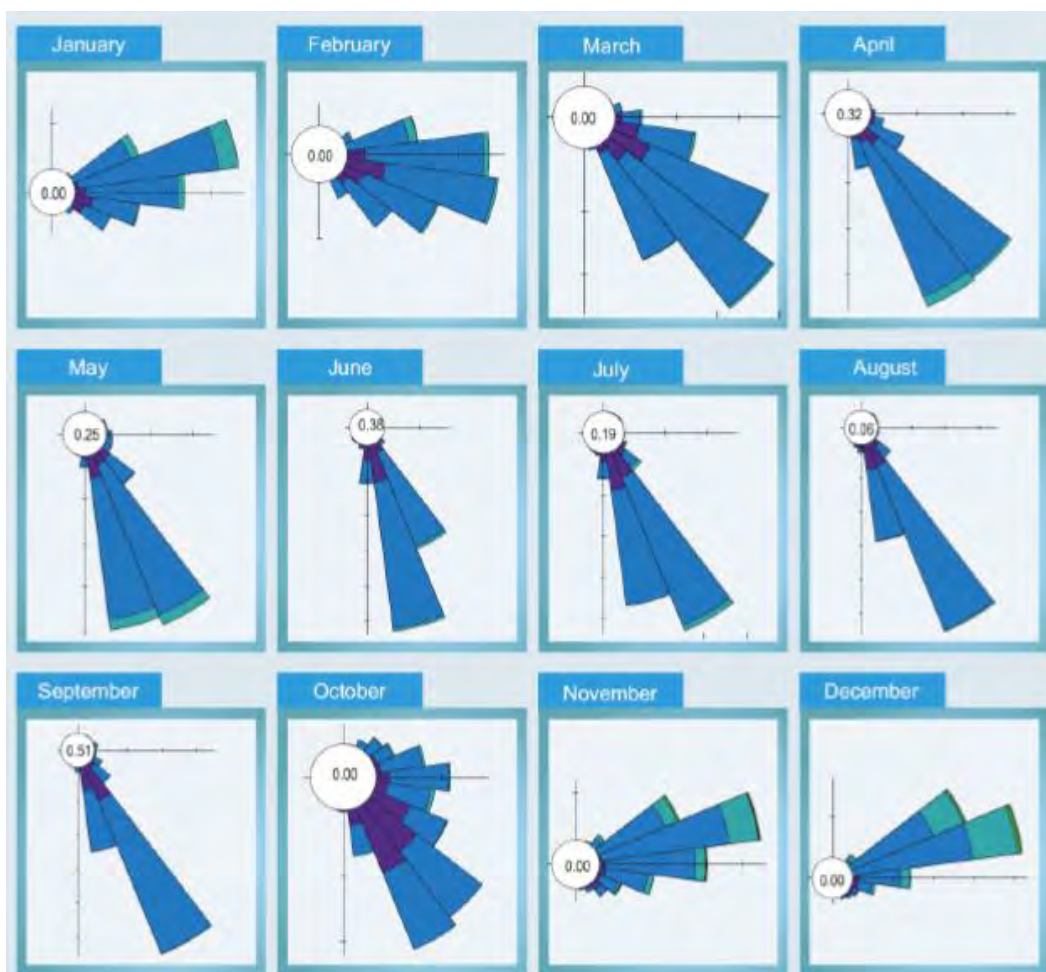 January February March April
0.00 0.00 0.00 0.32
May June July August
0.25 0.38 0.19 0.06
September October November December
0.51 0.00 0.00 0.00